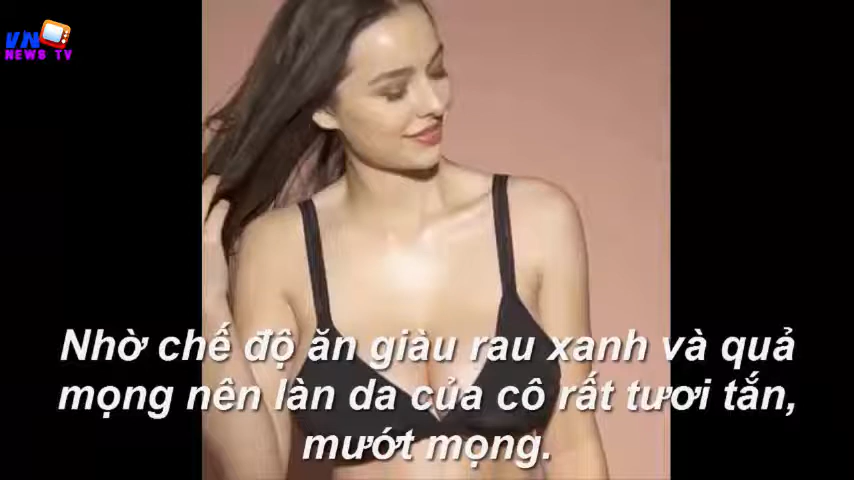 VN
NEWS TV
Nhờ chế độ ăn giàu rau xanh và quả
mọng nên làn da của cô rất tươi tắn,
mướt mọng.